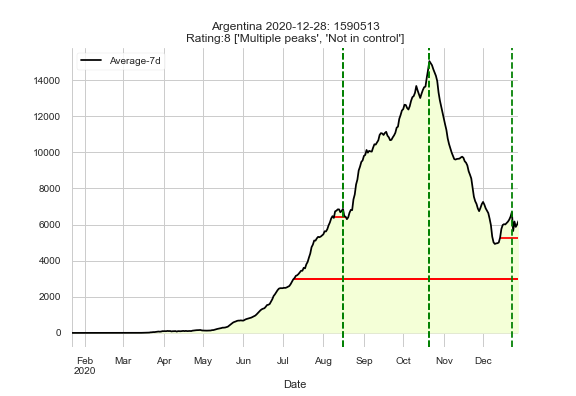 Argentina 2020-12-28: 1590513
Rating:8 ['Multiple peaks', 'Not in control']
Average-7d
14000
12000
10000
8000
6000
4000
2000
0
Feb Mar Apr May Jun Jul Aug Sep Oct Nov Dec
2020
Date